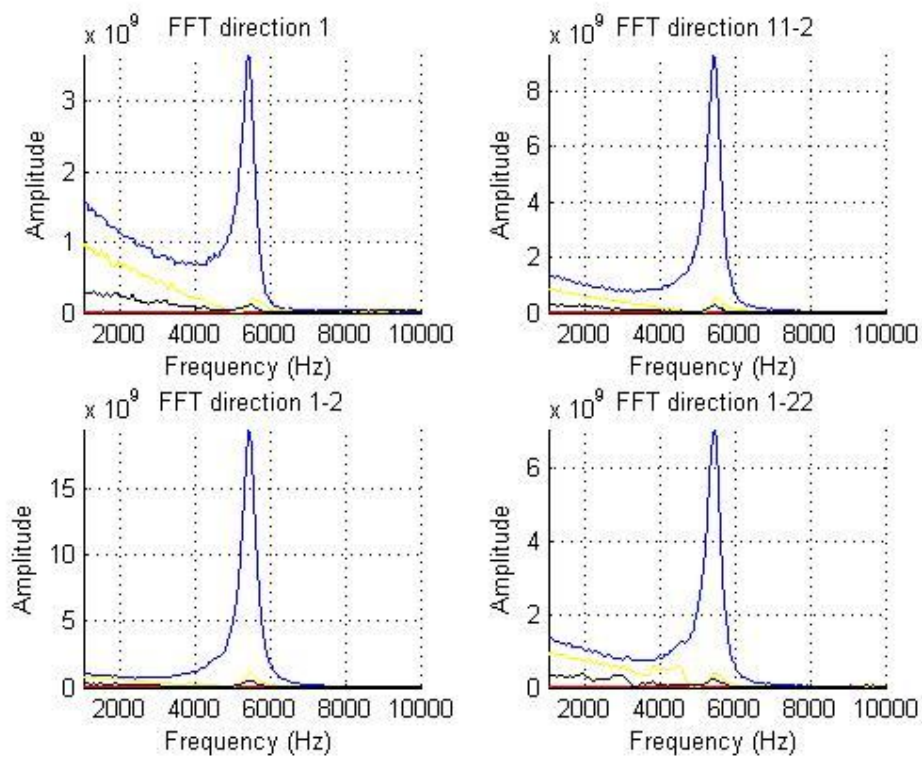 x 10^9
FFT direction 1
3
2
1
0
Amplitude
2000 4000 6000 8000 10000
Frequency (Hz)
x 10^9
FFT direction 11-2
8
6
4
2
0
Amplitude
2000 4000 6000 8000 10000
Frequency (Hz)
x 10^9
FFT direction 1-2
15
10
5
0
Amplitude
2000 4000 6000 8000 10000
Frequency (Hz)
x 10^9
FFT direction 1-22
6
4
2
0
Amplitude
2000 4000 6000 8000 10000
Frequency (Hz)